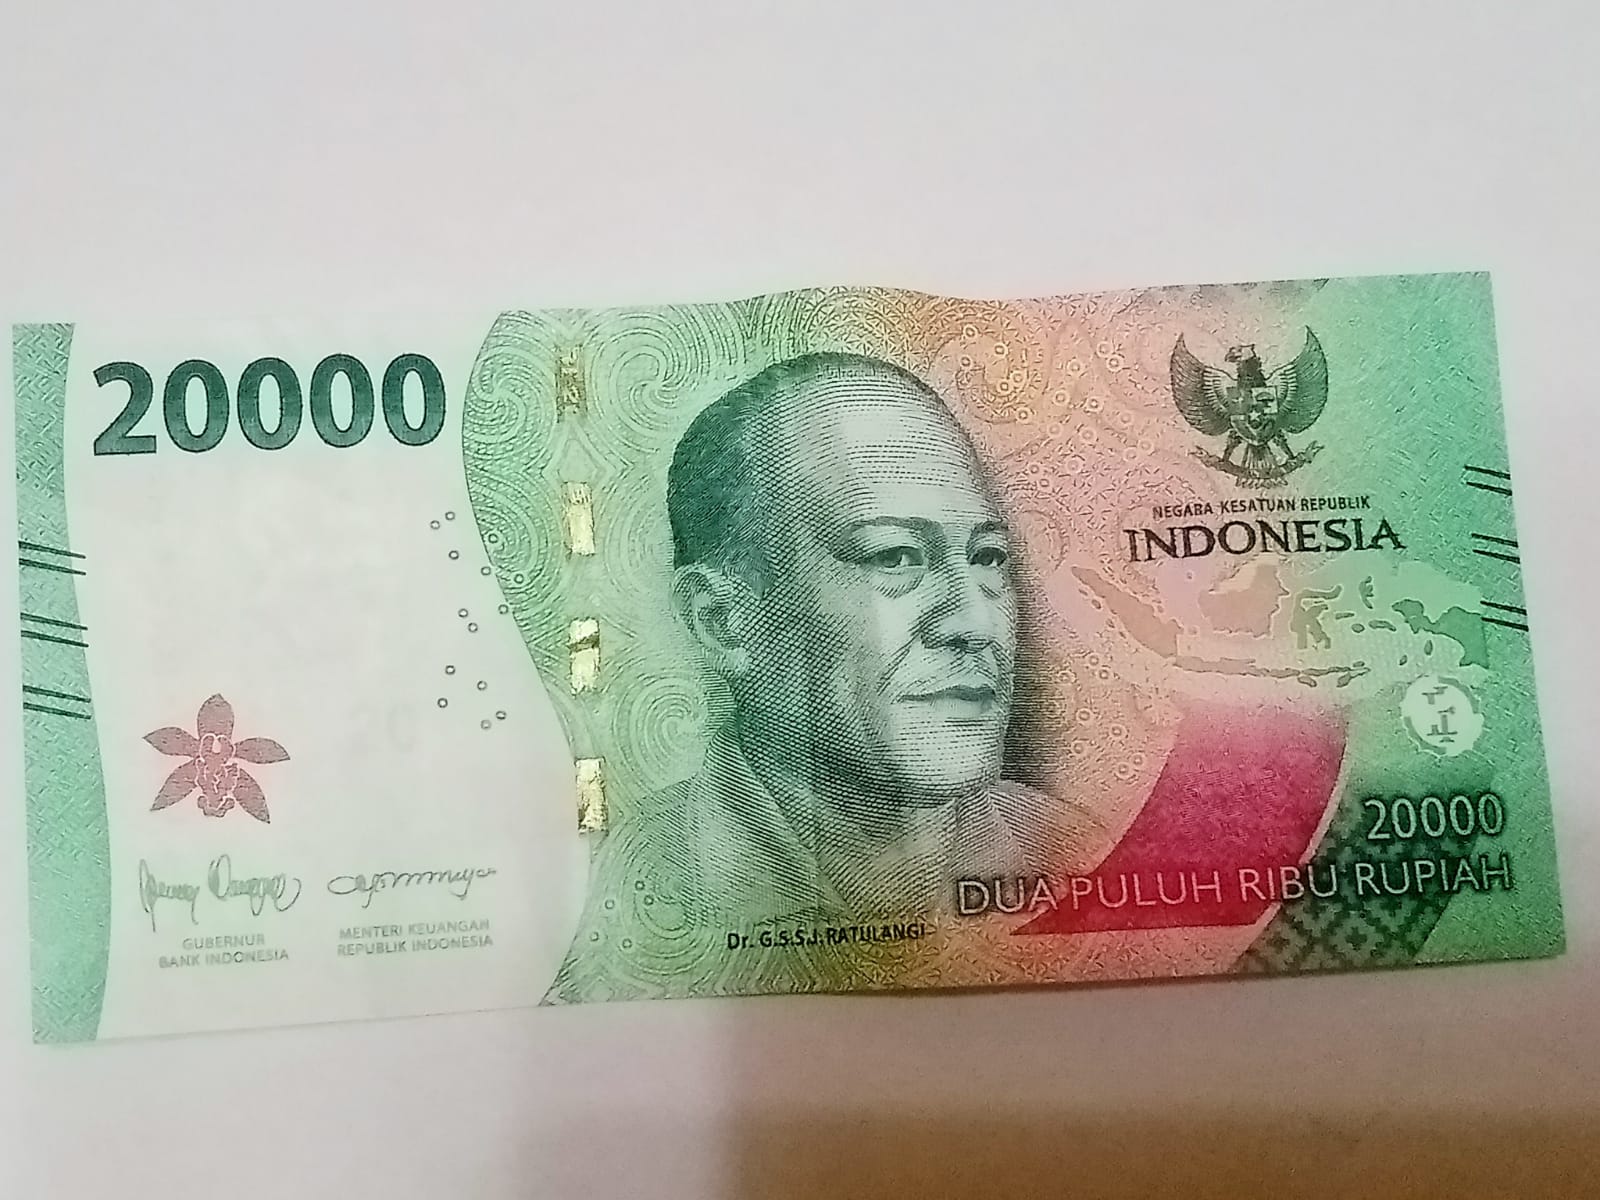 20000
NEGARA KESATUAN REPUBLIK
INDONESIA
20000
DUA PULUH RIBU RUPIAH
Dr. G.S.S.J. RATULANGI
GUBERNUR
BANK INDONESIA
MENTERI KEUANGAN
REPUBLIK INDONESIA